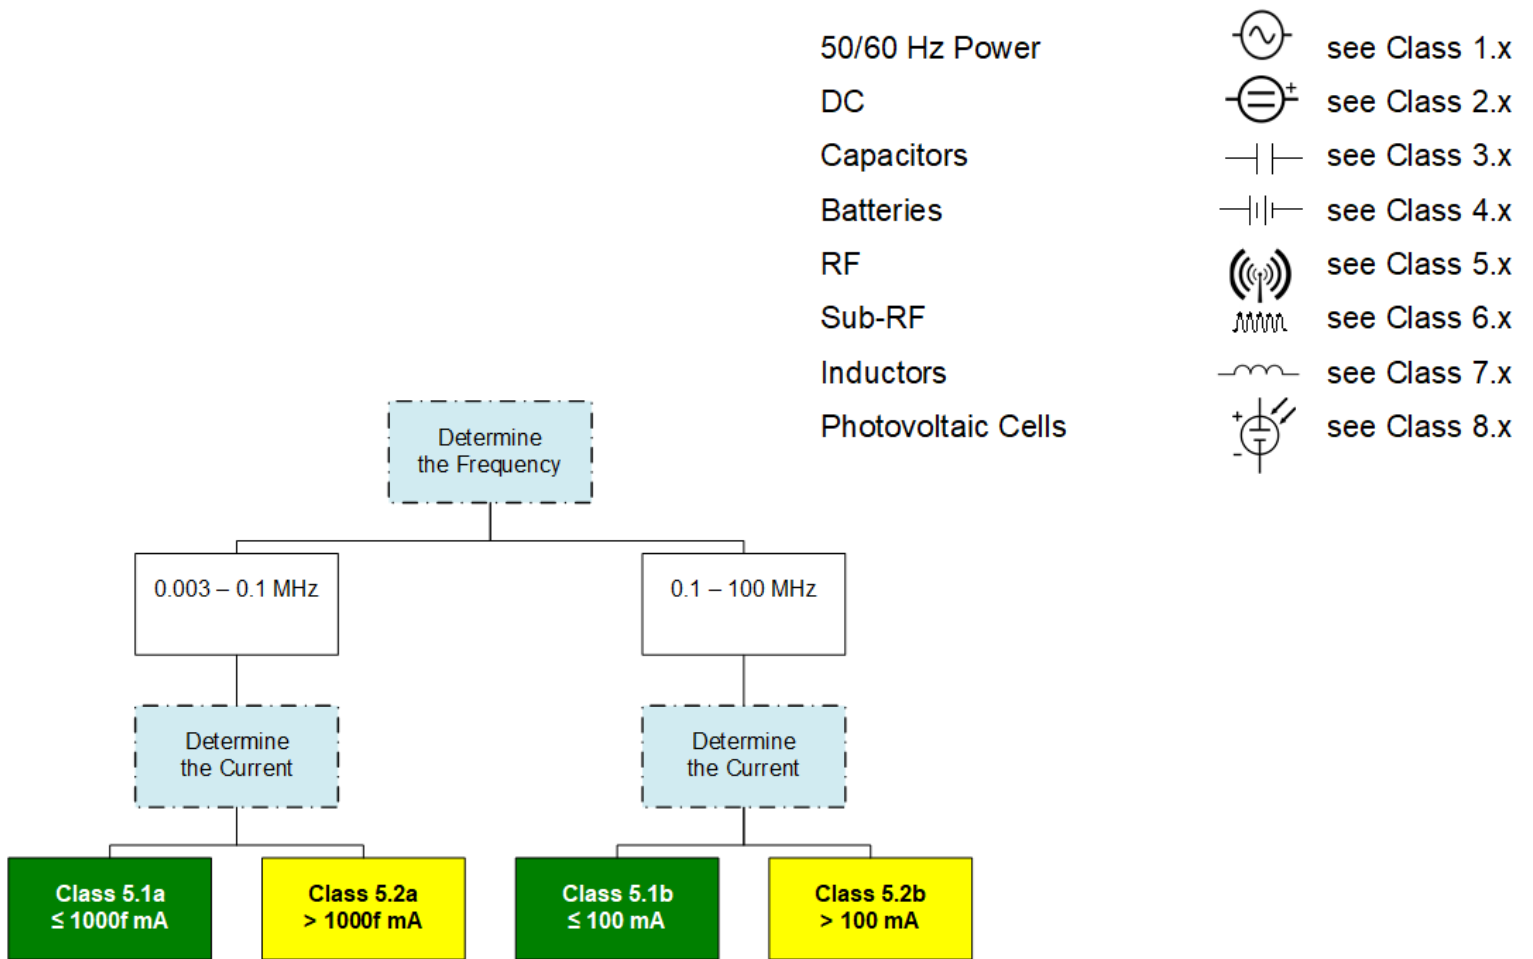 50/60 Hz Power see Class 1.x
DC see Class 2.x
Capacitors see Class 3.x
Batteries see Class 4.x
RF see Class 5.x
Sub-RF see Class 6.x
Inductors see Class 7.x
Photovoltaic Cells see Class 8.x
Determine
the Frequency
0.003 – 0.1 MHz
0.1 – 100 MHz
Determine
the Current
Determine
the Current
Class 5.1a
≤ 1000f mA
Class 5.2a
> 1000f mA
Class 5.1b
≤ 100 mA
Class 5.2b
> 100 mA